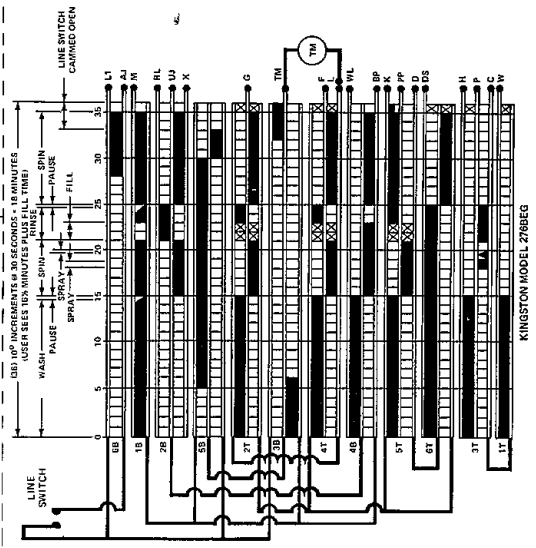 LINE SWITCH
CAMMED OPEN
(36) 10° INCREMENTS @ 30 SECONDS = 18 MINUTES
(USER SEES 16½ MINUTES PLUS FILL TIME)
WASH
PAUSE
SPIN
SPRAY
SPRAY
RINSE
FILL
SPIN
PAUSE
0
5
10
15
20
25
30
35
LINE
SWITCH
6B
1B
2B
5B
2T
3B
4T
4B
5T
6T
3T
1T
L1
AJ
M
RL
UJ
X
G
TM
F
L
WL
BP
K
PP
D
DS
H
P
C
W
TM
KINGSTON MODEL 276BEG